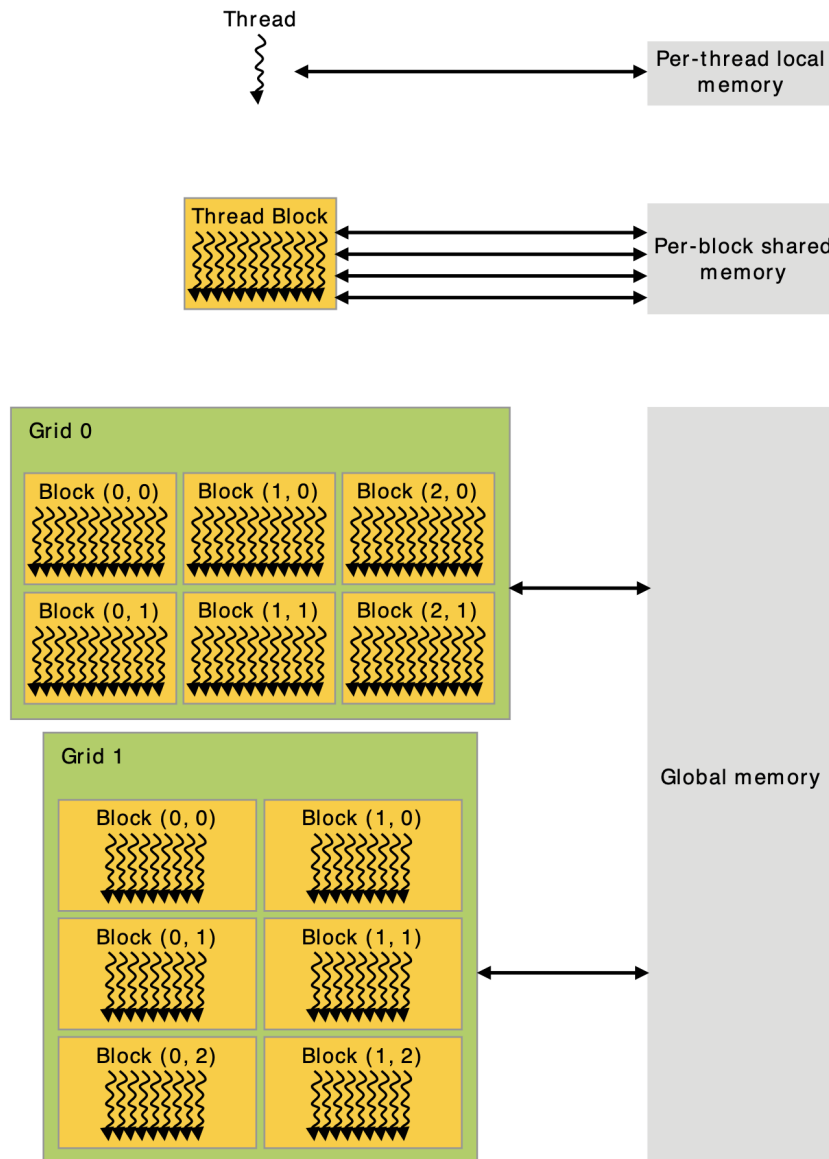 Thread
Per-thread local
memory
Thread Block
Per-block shared
memory
Grid 0
Block (0, 0)
Block (1, 0)
Block (2, 0)
Block (0, 1)
Block (1, 1)
Block (2, 1)
Grid 1
Global memory
Block (0, 0)
Block (1, 0)
Block (0, 1)
Block (1, 1)
Block (0, 2)
Block (1, 2)